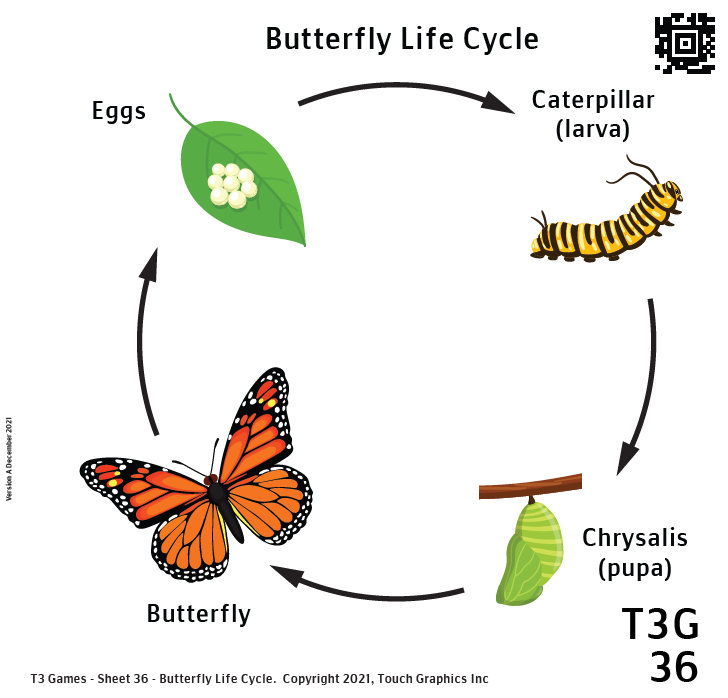 Butterfly Life Cycle
Eggs
Caterpillar
(larva)
Chrysalis
(pupa)
Butterfly
T3G
36
Version A December 2021
T3 Games - Sheet 36 - Butterfly Life Cycle.  Copyright 2021, Touch Graphics Inc